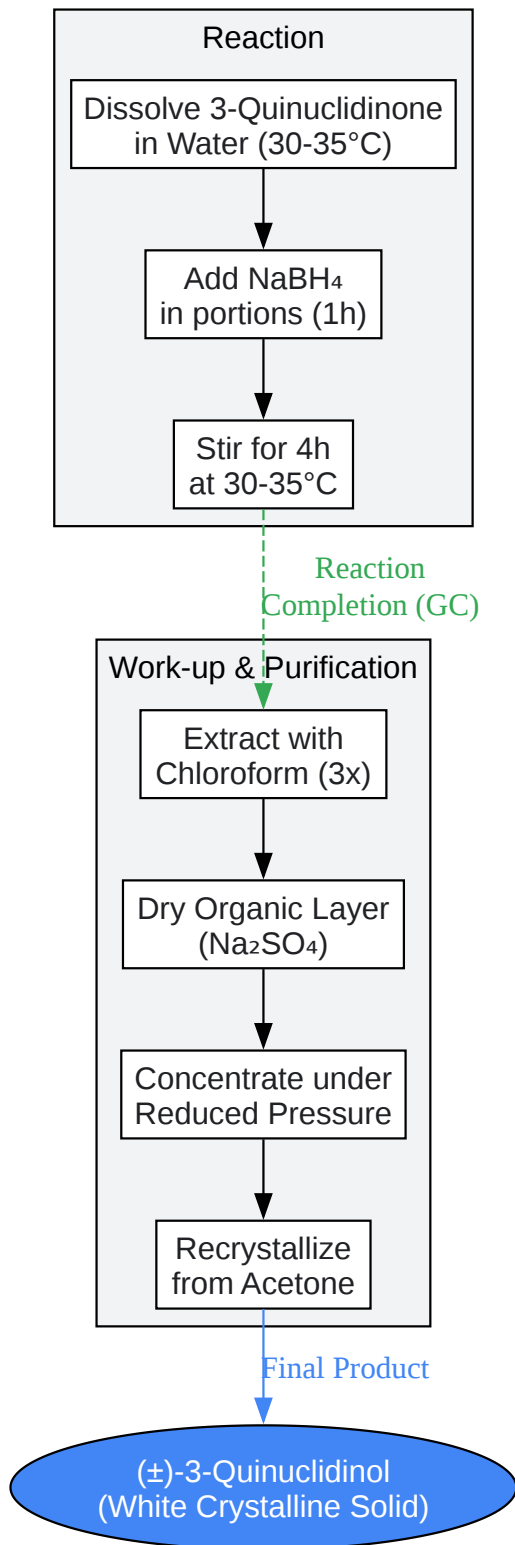 Reaction
Dissolve 3-Quinuclidinone
in Water (30-35°C)
Add NaBH₄
in portions (1h)
Stir for 4h
at 30-35°C
Reaction
Completion (GC)
Work-up & Purification
Extract with
Chloroform (3x)
Dry Organic Layer
(Na₂SO₄)
Concentrate under
Reduced Pressure
Recrystallize
from Acetone
Final Product
(±)-3-Quinuclidinol
(White Crystalline Solid)